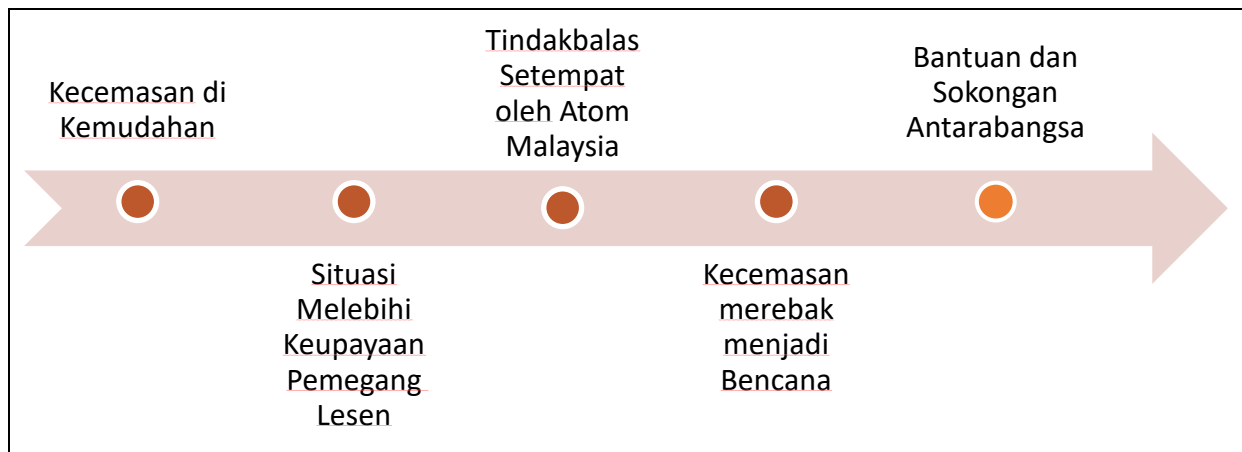 Kecemasan di
Kemudahan
Situasi
Melebihi
Keupayaan
Pemegang
Lesen
Tindakbalas
Setempat
oleh Atom
Malaysia
Kecemasan
merebak
menjadi
Bencana
Bantuan dan
Sokongan
Antarabangsa